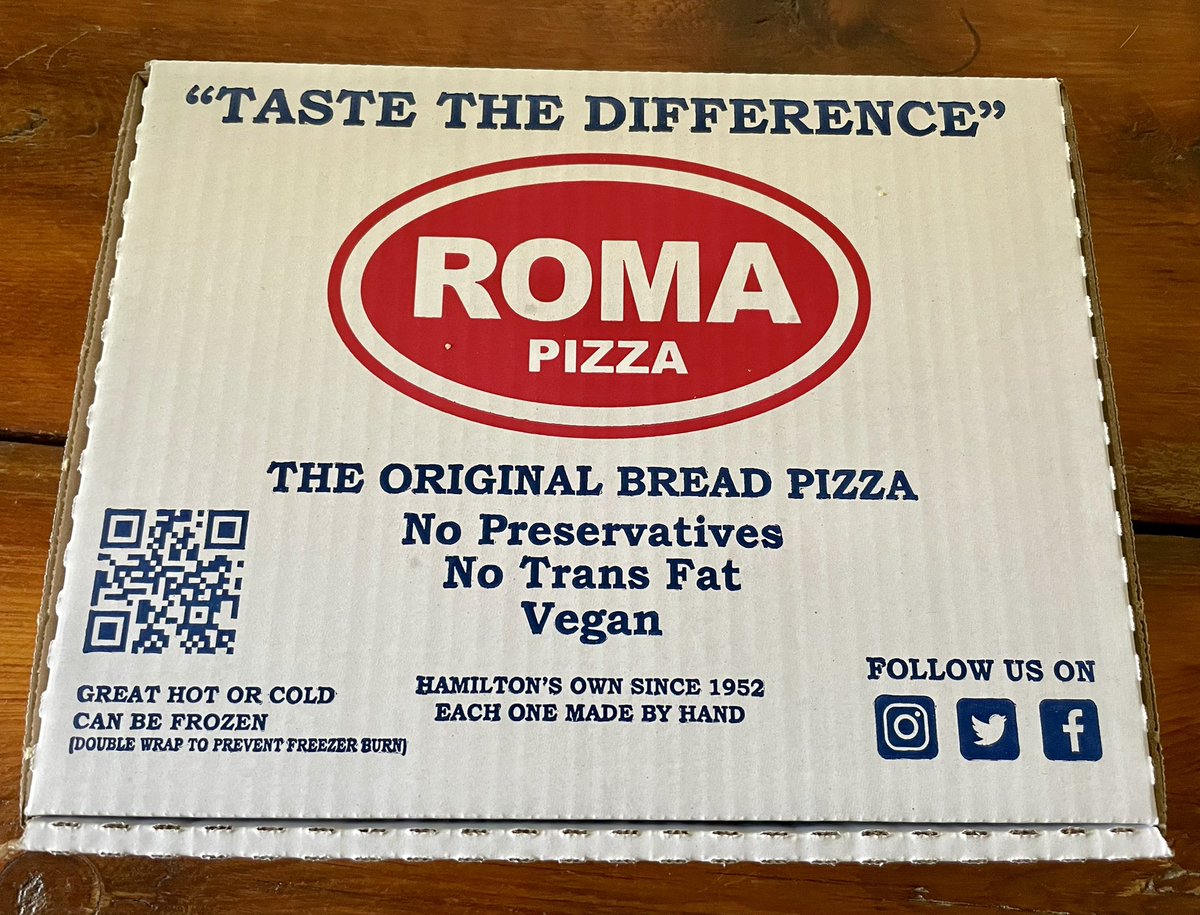 “TASTE THE DIFFERENCE”
ROMA
PIZZA
THE ORIGINAL BREAD PIZZA
No Preservatives
No Trans Fat
Vegan
GREAT HOT OR COLD
CAN BE FROZEN
(DOUBLE WRAP TO PREVENT FREEZER BURN)
HAMILTON'S OWN SINCE 1952
EACH ONE MADE BY HAND
FOLLOW US ON